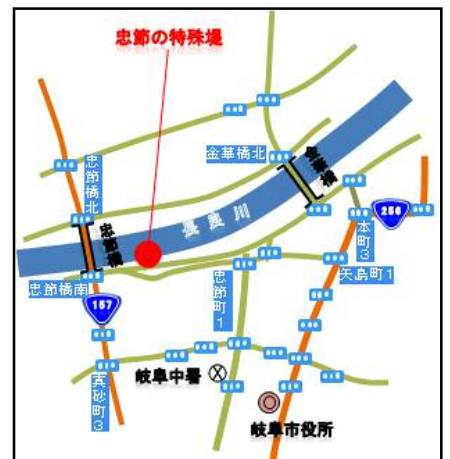 忠節の特殊堤
金華橋北
金華橋
忠節橋北
長良川
忠節橋
256
本町3
矢島町1
忠節橋南
忠節町1
157
真砂町3
岐阜中署
岐阜市役所